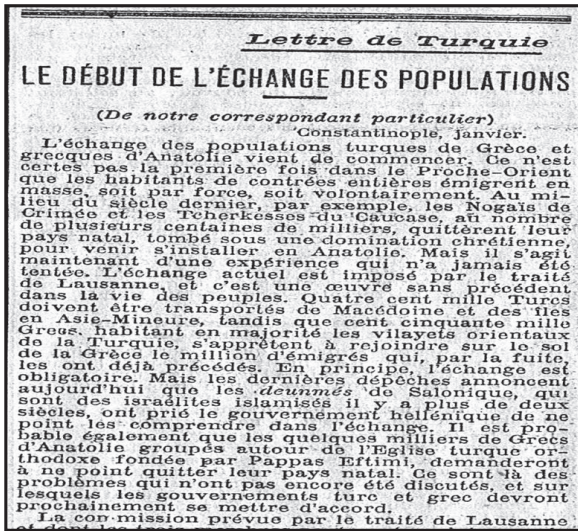 Lettre de Turquie
LE DÉBUT DE L'ÉCHANGE DES POPULATIONS
(De notre correspondant particulier)
Constantinople, janvier.
L'échange des populations turques de Grèce et
grecques d'Anatolie vient de commencer. Ce n'est
certes pas la première fois dans le Proche-Orient
que les habitants de contrées entières émigrent en
masse, soit par force, soit volontairement. Au mi-
lieu du siècle dernier, par exemple, les Nogaïs de
Crimée et les Tcherkesses du Caucase, au nombre
de plusieurs centaines de milliers, quittèrent leur
pays natal, tombé sous une domination chrétienne,
pour venir s'installer en Anatolie. Mais il s'agit
maintenant d'une expérience qui n'a jamais été
tentée. L'échange actuel est imposé par le traité
de Lausanne, et c'est une œuvre sans précédent
dans la vie des peuples. Quatre cent mille Turcs
doivent être transportés de Macédoine et des îles
en Asie-Mineure, tandis que cent cinquante mille
Grecs, habitant en majorité les vilayets orientaux
de la Turquie, s'apprêtent à rejoindre sur le sol
de la Grèce le million d'émigrés qui, par la fuite,
les ont déjà précédés. En principe, l'échange est
obligatoire. Mais les dernières dépêches annoncent
aujourd'hui que les deunmés de Salonique, qui
sont des israélites islamisés il y a plus de deux
siècles, ont prié le gouvernement hellénique de ne
point les comprendre dans l'échange. Il est pro-
bable également que les quelques milliers de Grecs
d'Anatolie groupés autour de l'Eglise turque or-
thodoxe fondée par Pappas Eftimi, demanderont
à ne point quitter leur pays natal. Ce sont là des
problèmes qui n'ont pas encore été discutés, et sur
lesquels les gouvernements turc et grec devront
prochainement se mettre d'accord.
La commission prévue par le traité de Lausanne